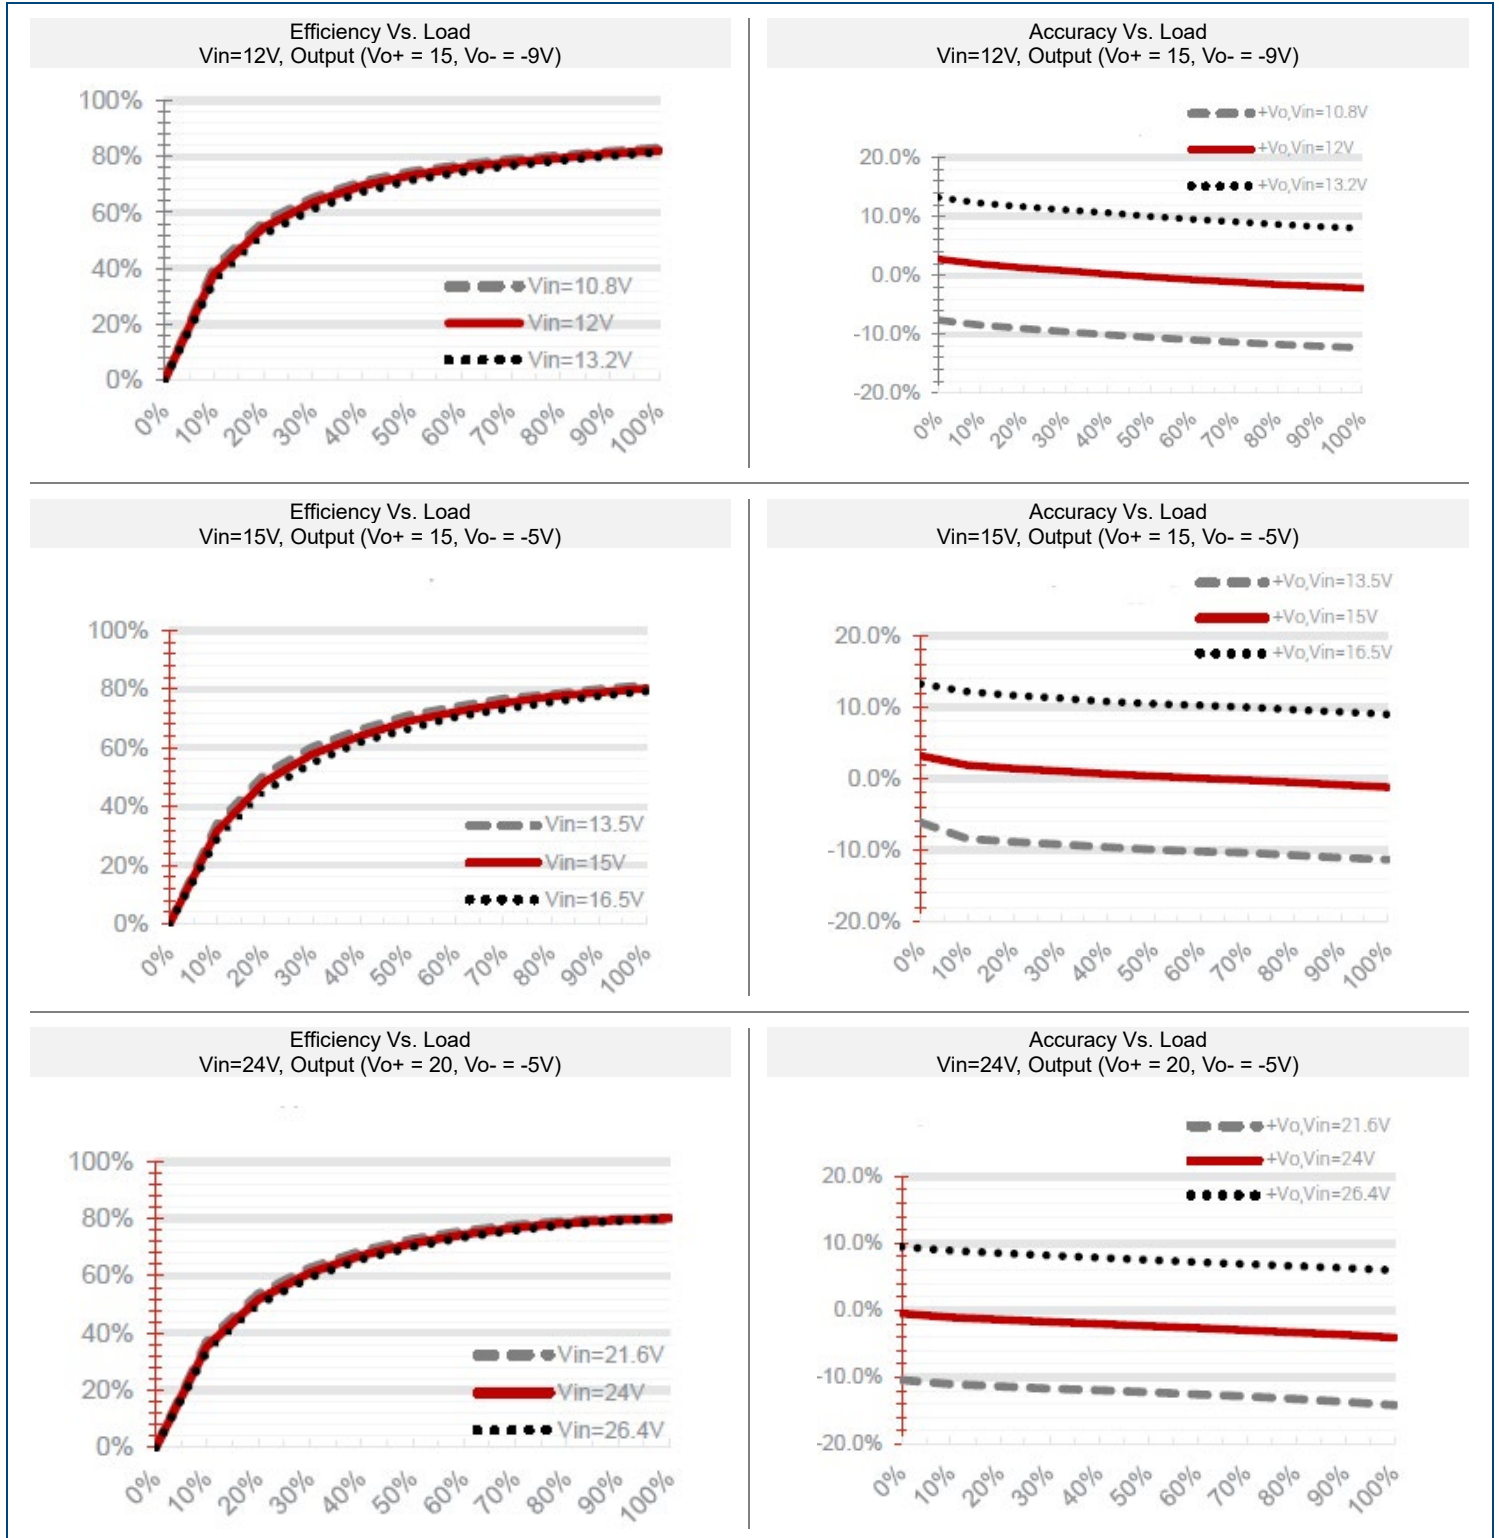 Efficiency Vs. Load
Vin=12V, Output (Vo+ = 15, Vo- = -9V)
100%
80%
60%
40%
20%
0%
Vin=10.8V
Vin=12V
Vin=13.2V
0% 10% 20% 30% 40% 50% 60% 70% 80% 90% 100%
Accuracy Vs. Load
Vin=12V, Output (Vo+ = 15, Vo- = -9V)
+Vo,Vin=10.8V
+Vo,Vin=12V
+Vo,Vin=13.2V
20.0%
10.0%
0.0%
-10.0%
-20.0%
0% 10% 20% 30% 40% 50% 60% 70% 80% 90% 100%
Efficiency Vs. Load
Vin=15V, Output (Vo+ = 15, Vo- = -5V)
100%
80%
60%
40%
20%
0%
Vin=13.5V
Vin=15V
Vin=16.5V
0% 10% 20% 30% 40% 50% 60% 70% 80% 90% 100%
Accuracy Vs. Load
Vin=15V, Output (Vo+ = 15, Vo- = -5V)
+Vo,Vin=13.5V
+Vo,Vin=15V
+Vo,Vin=16.5V
20.0%
10.0%
0.0%
-10.0%
-20.0%
0% 10% 20% 30% 40% 50% 60% 70% 80% 90% 100%
Efficiency Vs. Load
Vin=24V, Output (Vo+ = 20, Vo- = -5V)
100%
80%
60%
40%
20%
0%
Vin=21.6V
Vin=24V
Vin=26.4V
0% 10% 20% 30% 40% 50% 60% 70% 80% 90% 100%
Accuracy Vs. Load
Vin=24V, Output (Vo+ = 20, Vo- = -5V)
+Vo,Vin=21.6V
+Vo,Vin=24V
+Vo,Vin=26.4V
20.0%
10.0%
0.0%
-10.0%
-20.0%
0% 10% 20% 30% 40% 50% 60% 70% 80% 90% 100%